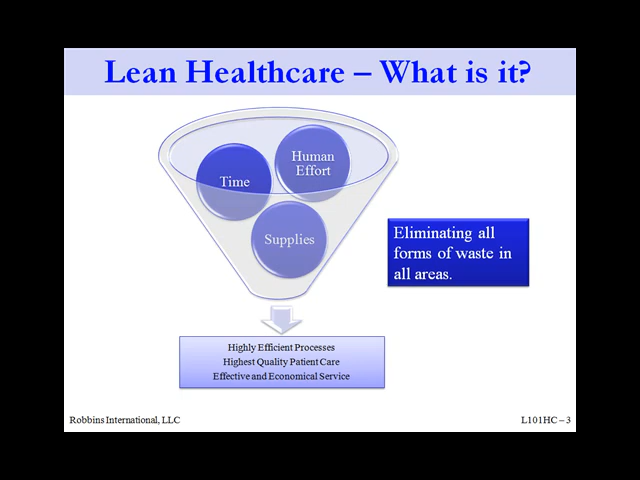 Lean Healthcare – What is it?
Human
Effort
Time
Supplies
Eliminating all
forms of waste in
all areas.
Highly Efficient Processes
Highest Quality Patient Care
Effective and Economical Service
Robbins International, LLC
L101HC – 3